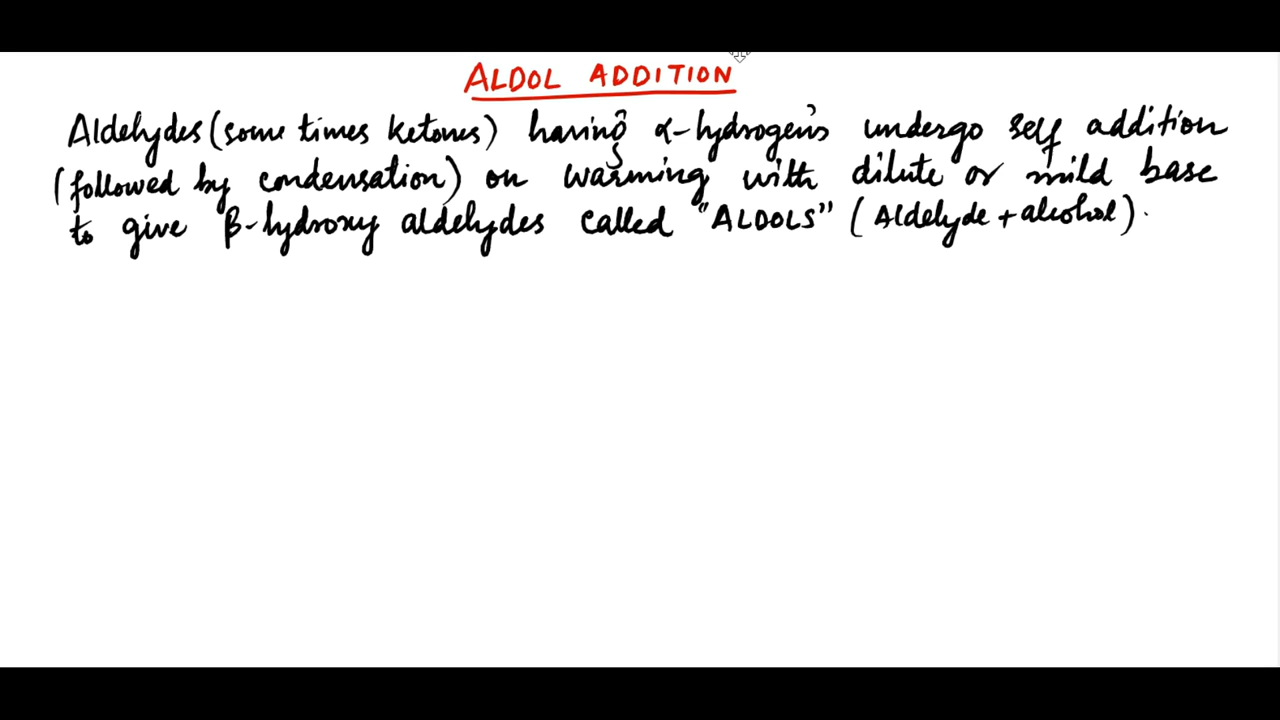 ALDOL ADDITION
Aldehydes (some times ketones) having α-hydrogen's undergo self addition
(followed by condensation) on warming with dilute or mild base
to give β-hydroxy aldehydes called "ALDOLS" (Aldehyde + alcohol).